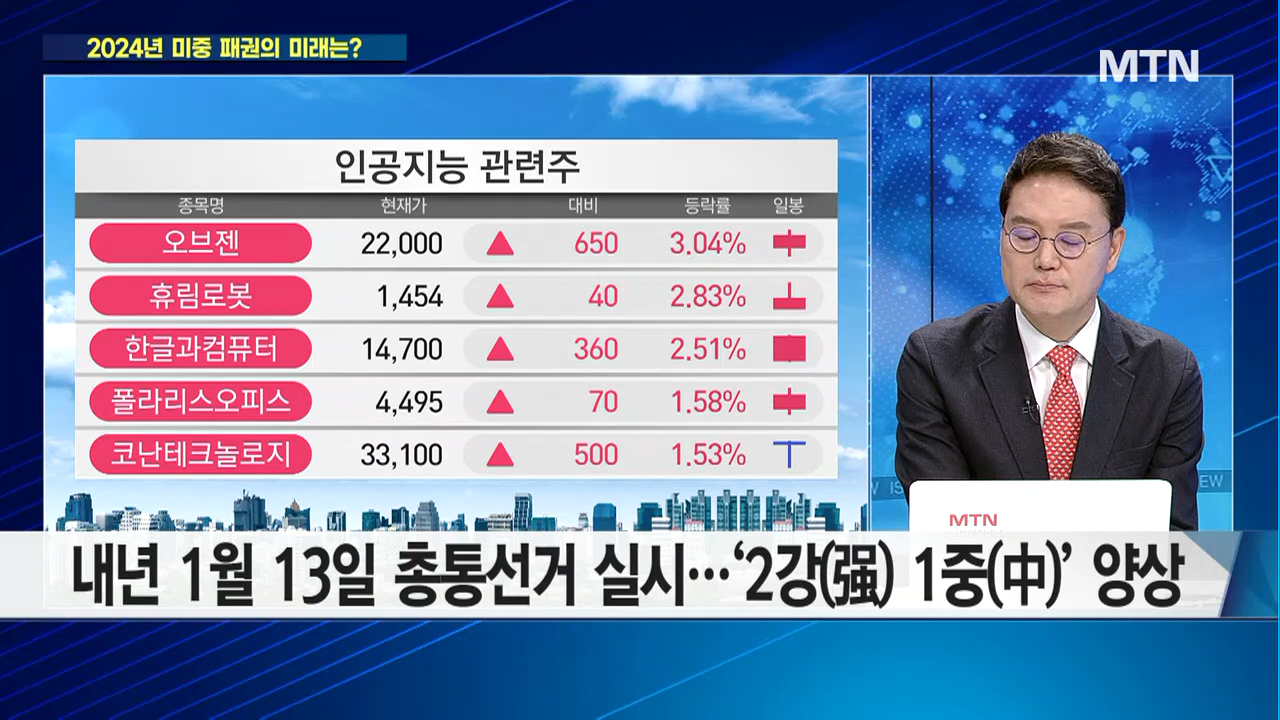 2024년 미중 패권의 미래는?
MTN
인공지능 관련주
종목명 현재가 대비 등락률 일봉
오브젠 22,000 ▲ 650 3.04%
휴림로봇 1,454 ▲ 40 2.83%
한글과컴퓨터 14,700 ▲ 360 2.51%
폴라리스오피스 4,495 ▲ 70 1.58%
코난테크놀로지 33,100 ▲ 500 1.53%
MTN
내년 1월 13일 총통선거 실시…‘2강(强) 1중(中)’ 양상